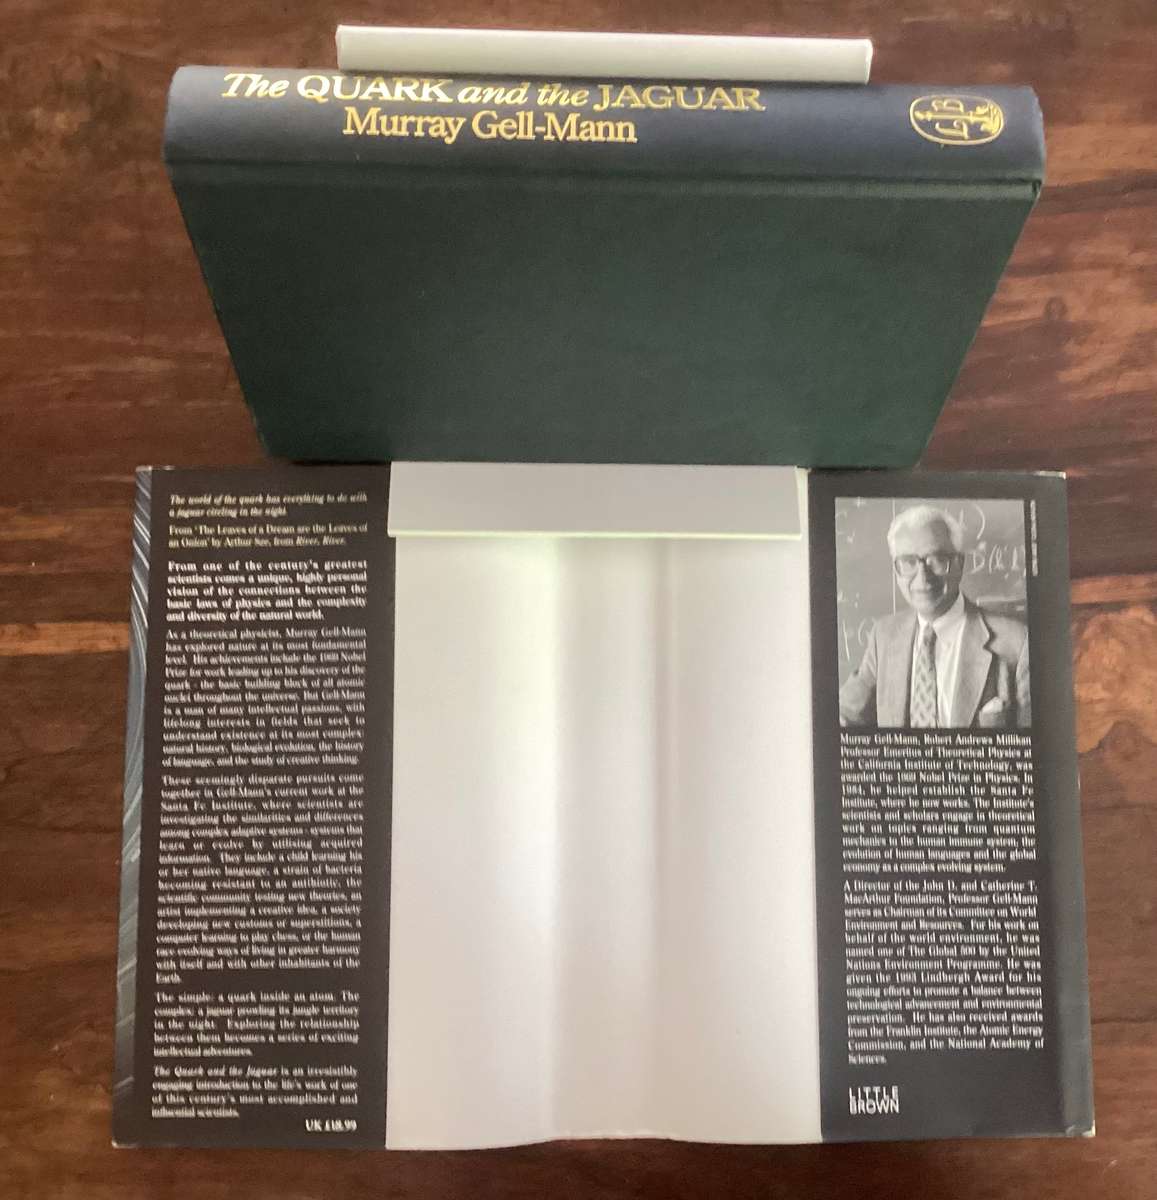 The QUARK and the JAGUAR
Murray Gell-Mann
LB
The world of the quark has everything to do with
a jaguar circling in the night.
From 'The Leaves of a Dream are the Leaves of
an Onion' by Arthur Sze, from River, River.
From one of the century's greatest
scientists comes a unique, highly personal
vision of the connections between the
basic laws of physics and the complexity
and diversity of the natural world.
As a theoretical physicist, Murray Gell-Mann
has explored nature at its most fundamental
level. His achievements include the 1969 Nobel
Prize for work leading up to his discovery of the
quark - the basic building block of all atomic
nuclei throughout the universe. But Gell-Mann
is a man of many intellectual passions, with
lifelong interests in fields that seek to
understand existence at its most complex:
natural history, biological evolution, the history
of language, and the study of creative thinking.
These seemingly disparate pursuits come
together in Gell-Mann's current work at the
Santa Fe Institute, where scientists are
investigating the similarities and differences
among complex adaptive systems - systems that
learn or evolve by utilising acquired
information. They include a child learning his
or her native language, a strain of bacteria
becoming resistant to an antibiotic, the
scientific community testing new theories, an
artist implementing a creative idea, a society
developing new customs or superstitions, a
computer learning to play chess, or the human
race evolving ways of living in greater harmony
with itself and with other inhabitants of the
Earth.
The simple: a quark inside an atom. The
complex: a jaguar prowling its jungle territory
in the night. Exploring the relationship
between them becomes a series of exciting
intellectual adventures.
The Quark and the Jaguar is an irresistibly
engaging introduction to the life's work of one
of this century's most accomplished and
influential scientists.
UK £18.99
Murray Gell-Mann, Robert Andrews Millikan
Professor Emeritus of Theoretical Physics at
the California Institute of Technology, was
awarded the 1969 Nobel Prize in Physics. In
1984, he helped establish the Santa Fe
Institute, where he now works. The Institute's
scientists and scholars engage in theoretical
work on topics ranging from quantum
mechanics to the human immune system, the
evolution of human languages and the global
economy as a complex evolving system.
A Director of the John D. and Catherine T.
MacArthur Foundation, Professor Gell-Mann
serves as Chairman of its Committee on World
Environment and Resources. For his work on
behalf of the world environment, he was
named one of The Global 500 by the United
Nations Environment Programme. He was
given the 1993 Lindbergh Award for his
ongoing efforts to promote a balance between
technological advancement and environmental
preservation. He has also received awards
from the Franklin Institute, the Atomic Energy
Commission, and the National Academy of
Sciences.
LITTLE
BROWN